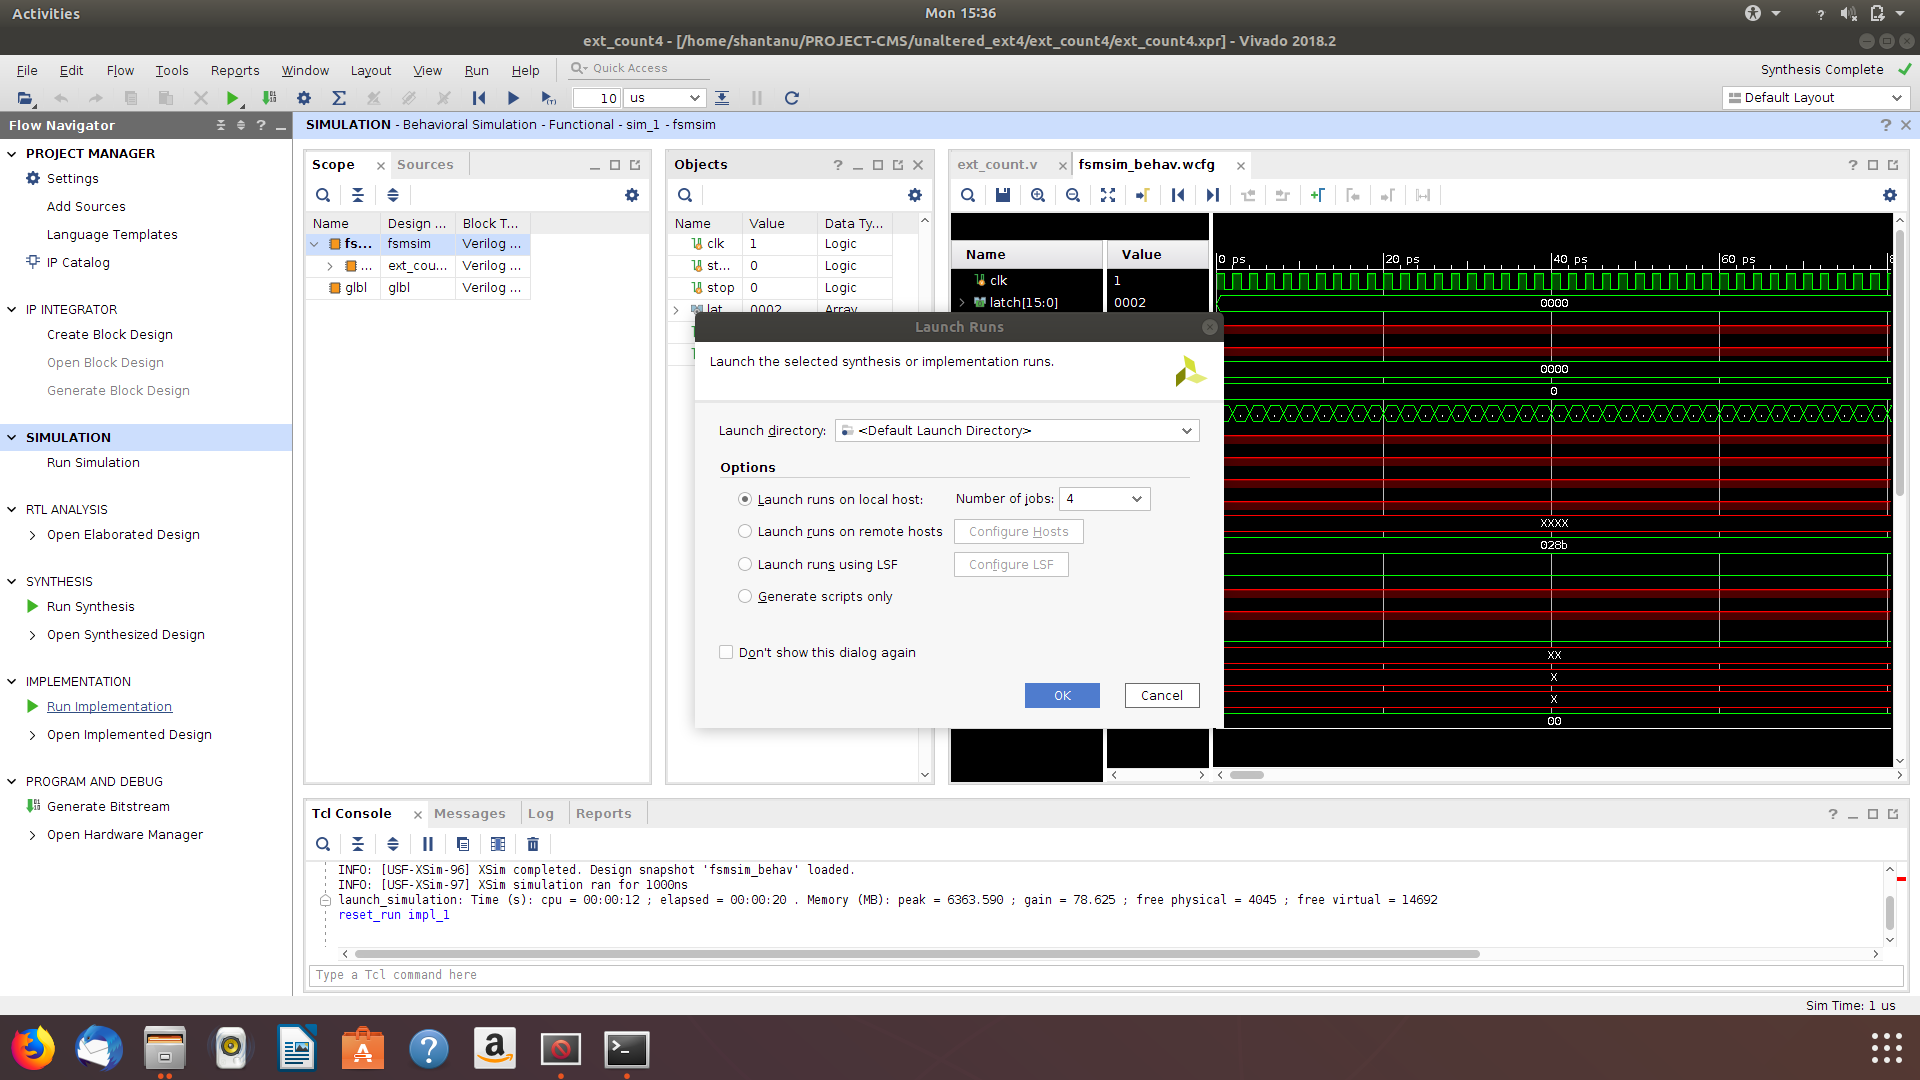 Activities
Mon 15:36
ext_count4 - [/home/shantanu/PROJECT-CMS/unaltered_ext4/ext_count4/ext_count4.xpr] - Vivado 2018.2
File Edit Flow Tools Reports Window Layout View Run Help
Quick Access
Synthesis Complete
10 us
Default Layout
Flow Navigator
PROJECT MANAGER
Settings
Add Sources
Language Templates
IP Catalog
IP INTEGRATOR
Create Block Design
Open Block Design
Generate Block Design
SIMULATION
Run Simulation
RTL ANALYSIS
Open Elaborated Design
SYNTHESIS
Run Synthesis
Open Synthesized Design
IMPLEMENTATION
Run Implementation
Open Implemented Design
PROGRAM AND DEBUG
Generate Bitstream
Open Hardware Manager
SIMULATION - Behavioral Simulation - Functional - sim_1 - fsmsim
Scope Sources
Name Design ... Block T...
fs... fsmsim Verilog ...
... ext_cou... Verilog ...
glbl glbl Verilog ...
Objects
Name Value Data Ty...
clk 1 Logic
st... 0 Logic
stop 0 Logic
lat 0002 Array
ext_count.v fsmsim_behav.wcfg
Name Value
clk 1
latch[15:0] 0002
0 ps 20 ps 40 ps 60 ps 8
0000
0000
0
XXXX
028b
XX
X
X
00
Launch Runs
Launch the selected synthesis or implementation runs.
Launch directory: <Default Launch Directory>
Options
Launch runs on local host: Number of jobs: 4
Launch runs on remote hosts Configure Hosts
Launch runs using LSF Configure LSF
Generate scripts only
Don't show this dialog again
OK Cancel
Tcl Console Messages Log Reports
INFO: [USF-XSim-96] XSim completed. Design snapshot 'fsmsim_behav' loaded.
INFO: [USF-XSim-97] XSim simulation ran for 1000ns
launch_simulation: Time (s): cpu = 00:00:12 ; elapsed = 00:00:20 . Memory (MB): peak = 6363.590 ; gain = 78.625 ; free physical = 4045 ; free virtual = 14692
reset_run impl_1
Type a Tcl command here
Sim Time: 1 us